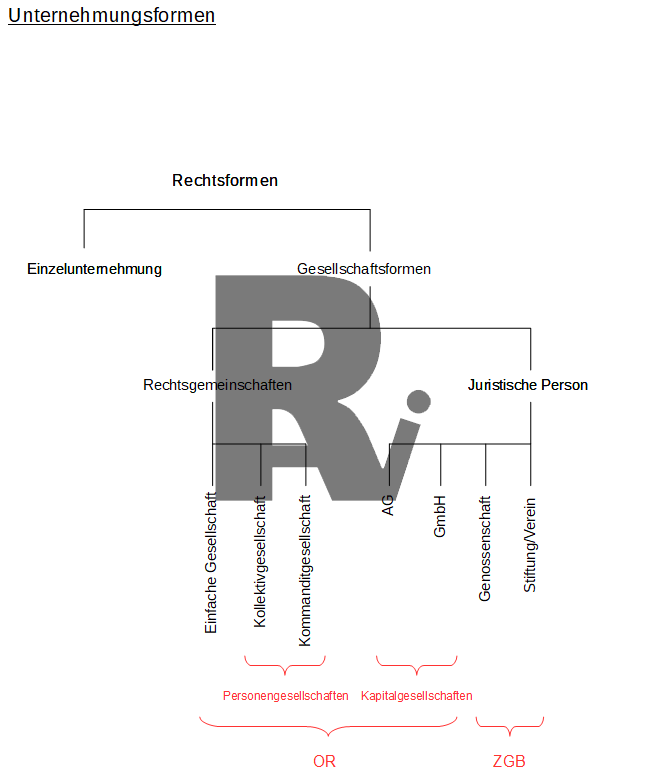 Unternehmungsformen
Rechtsformen
Einzelunternehmung
Gesellschaftsformen
Ri
Rechtsgemeinschaften
Juristische Person
Einfache Gesellschaft
Kollektivgesellschaft
Kommanditgesellschaft
AG
GmbH
Genossenschaft
Stiftung/Verein
Personengesellschaften
Kapitalgesellschaften
OR
ZGB